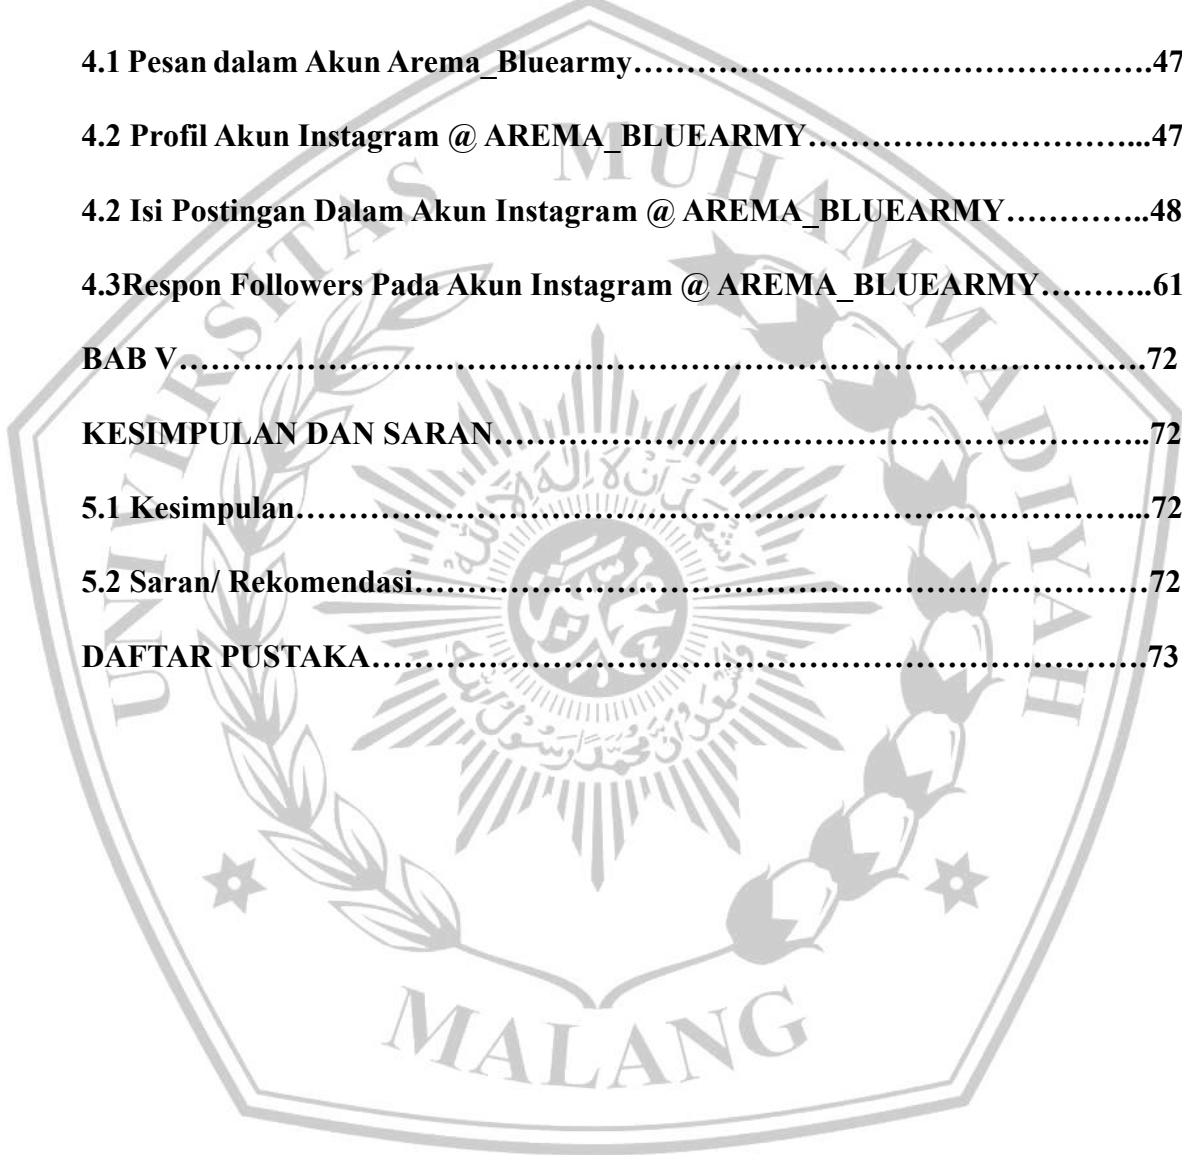 4.1 Pesan dalam Akun Arema_Bluearmy………………………………………….47
4.2 Profil Akun Instagram @ AREMA_BLUEARMY…………………………...47
4.2 Isi Postingan Dalam Akun Instagram @ AREMA_BLUEARMY…………..48
4.3Respon Followers Pada Akun Instagram @ AREMA_BLUEARMY………..61
BAB V……………………………………………………………………………….72
KESIMPULAN DAN SARAN……………………………………………………..72
5.1 Kesimpulan……………………………………………………………………...72
5.2 Saran/ Rekomendasi……………………………………………………………72
DAFTAR PUSTAKA……………………………………………………………….73
UNIVERSITAS MUHAMMADIYAH
MALANG